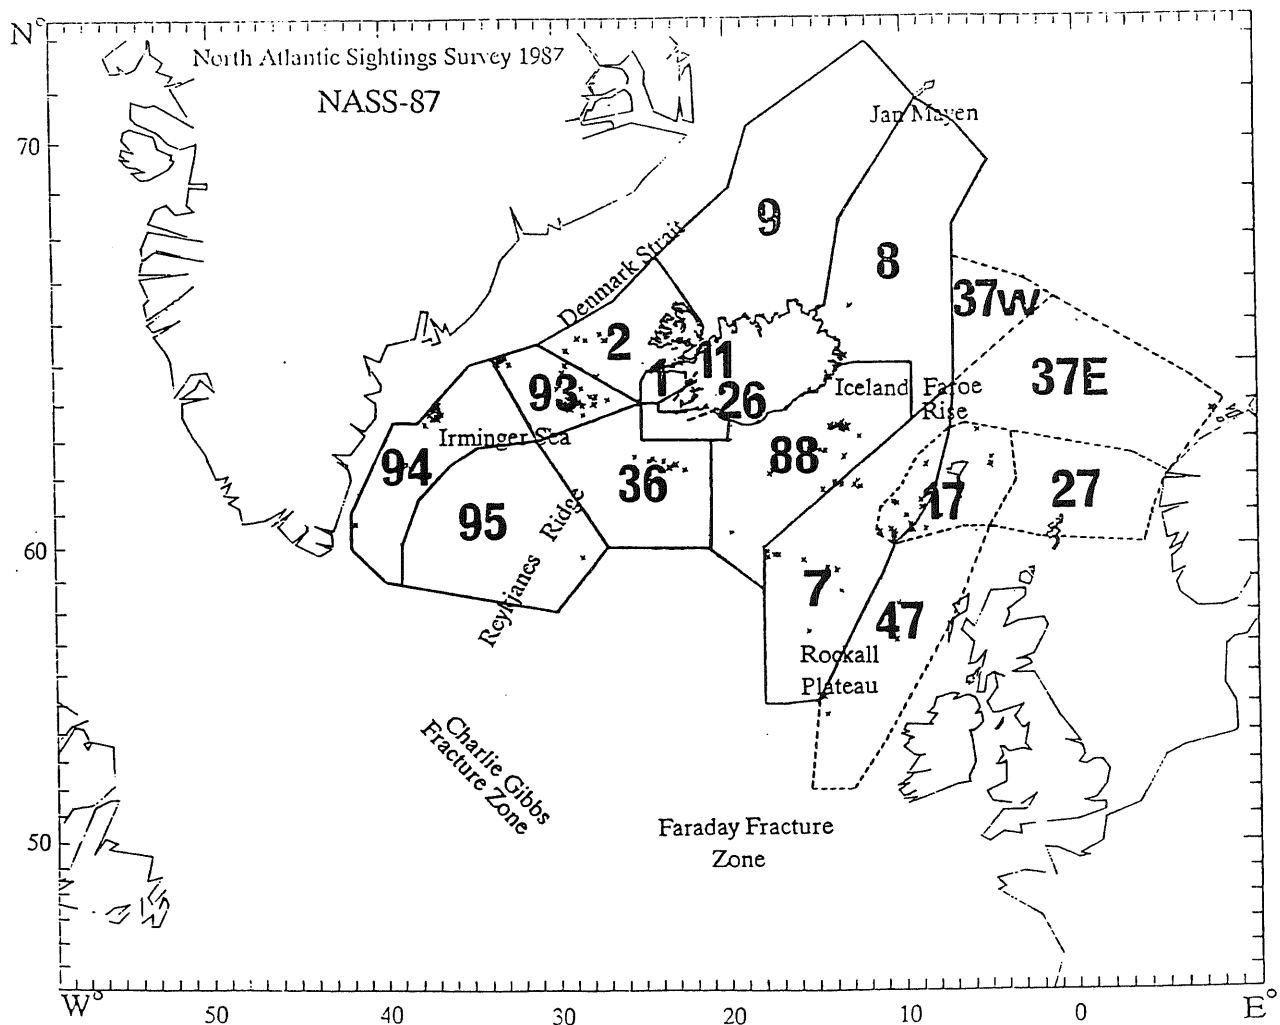 N°
North Atlantic Sightings Survey 1987
NASS-87
Jan Mayen
70
9
Denmark Strait
8
37W
2
11
1
37E
93
26
Iceland Faroe
Rise
Irminger Sea
94
88
36
17
27
95
Reykjanes Ridge
60
7
47
Rockall
Plateau
Charlie Gibbs
Fracture Zone
50
Faraday Fracture
Zone
W°
50
40
30
20
10
0
E°